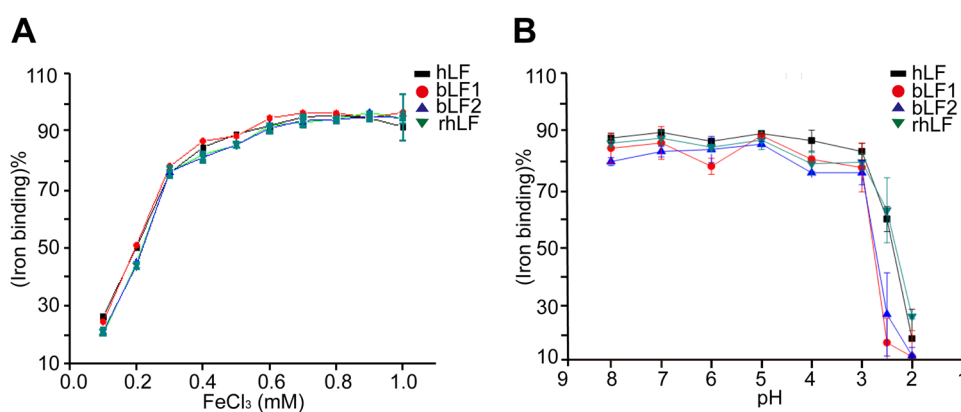 A
(Iron binding)%
110
90
70
50
30
10
0.0 0.2 0.4 0.6 0.8 1.0
FeCl₃ (mM)
hLF
bLF1
bLF2
rhLF
B
(Iron binding)%
110
90
70
50
30
10
9 8 7 6 5 4 3 2 1
pH
hLF
bLF1
bLF2
rhLF